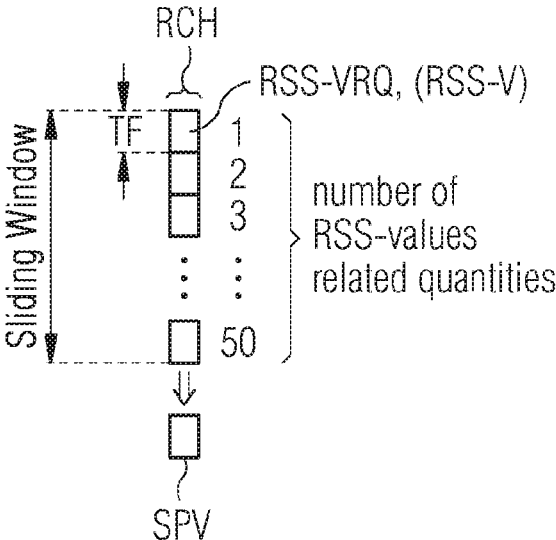 RCH
RSS-VRQ, (RSS-V)
TF
1
2
3
50
Sliding Window
number of
RSS-values
related quantities
SPV